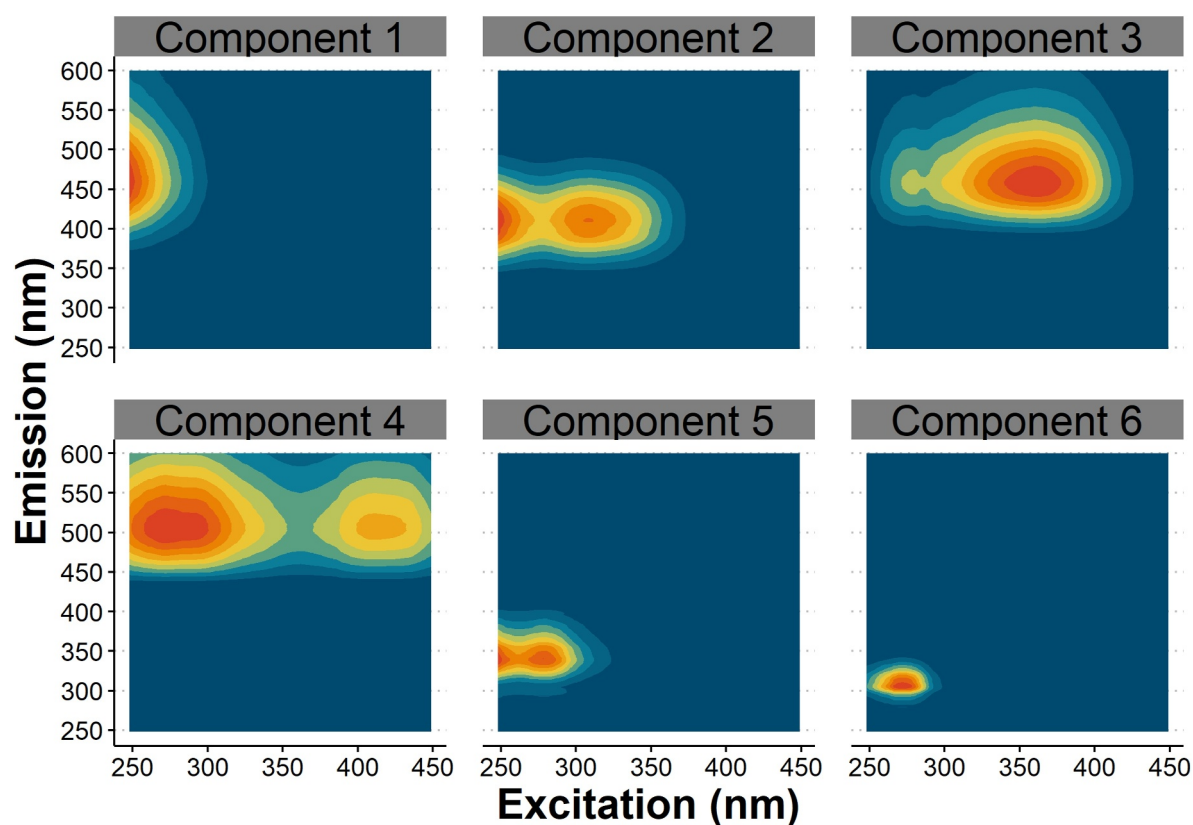 Component 1
Component 2
Component 3
600
550
500
450
400
350
300
250
Component 4
Component 5
Component 6
600
550
500
450
400
350
300
250
250 300 350 400 450
250 300 350 400 450
250 300 350 400 450
Emission (nm)
Excitation (nm)